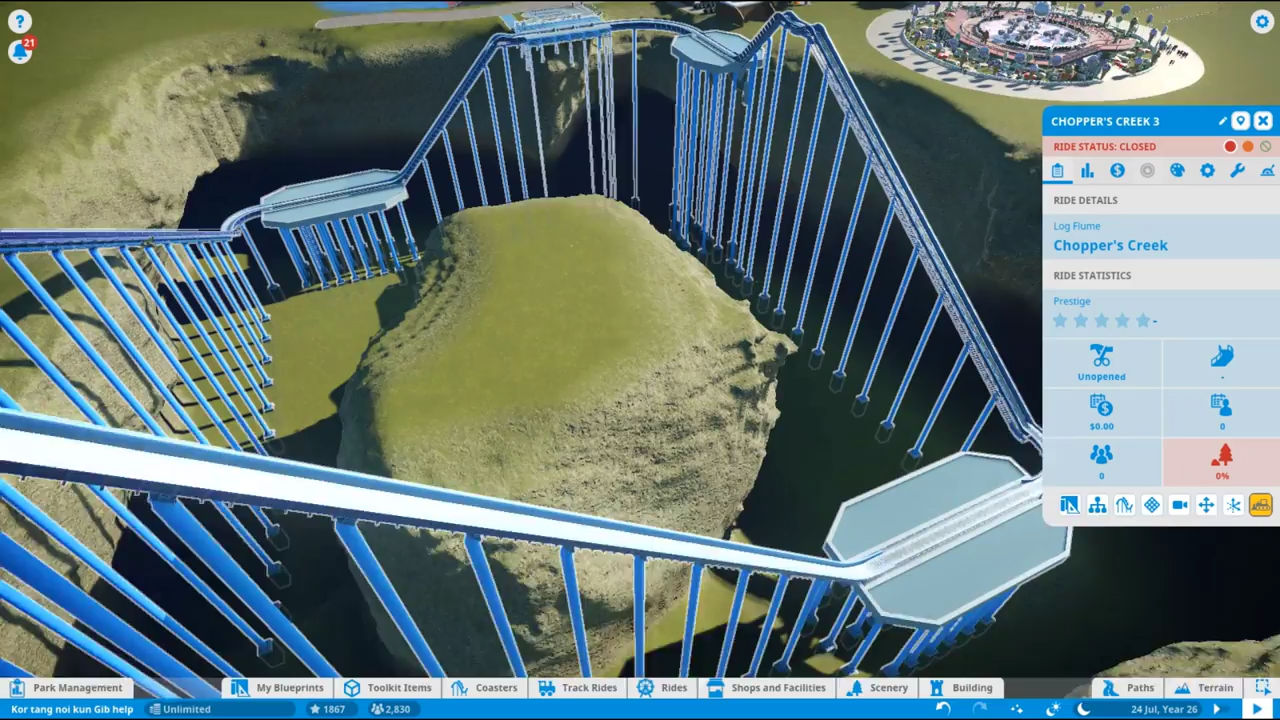 ?
21
CHOPPER'S CREEK 3
RIDE STATUS: CLOSED
RIDE DETAILS
Log Flume
Chopper's Creek
RIDE STATISTICS
Prestige
-
Unopened
-
$0.00
0
0
0%
Park Management
My Blueprints
Toolkit Items
Coasters
Track Rides
Rides
Shops and Facilities
Scenery
Building
Paths
Terrain
Kor tang noi kun Gib help
Unlimited
1867
2,830
24 Jul, Year 26